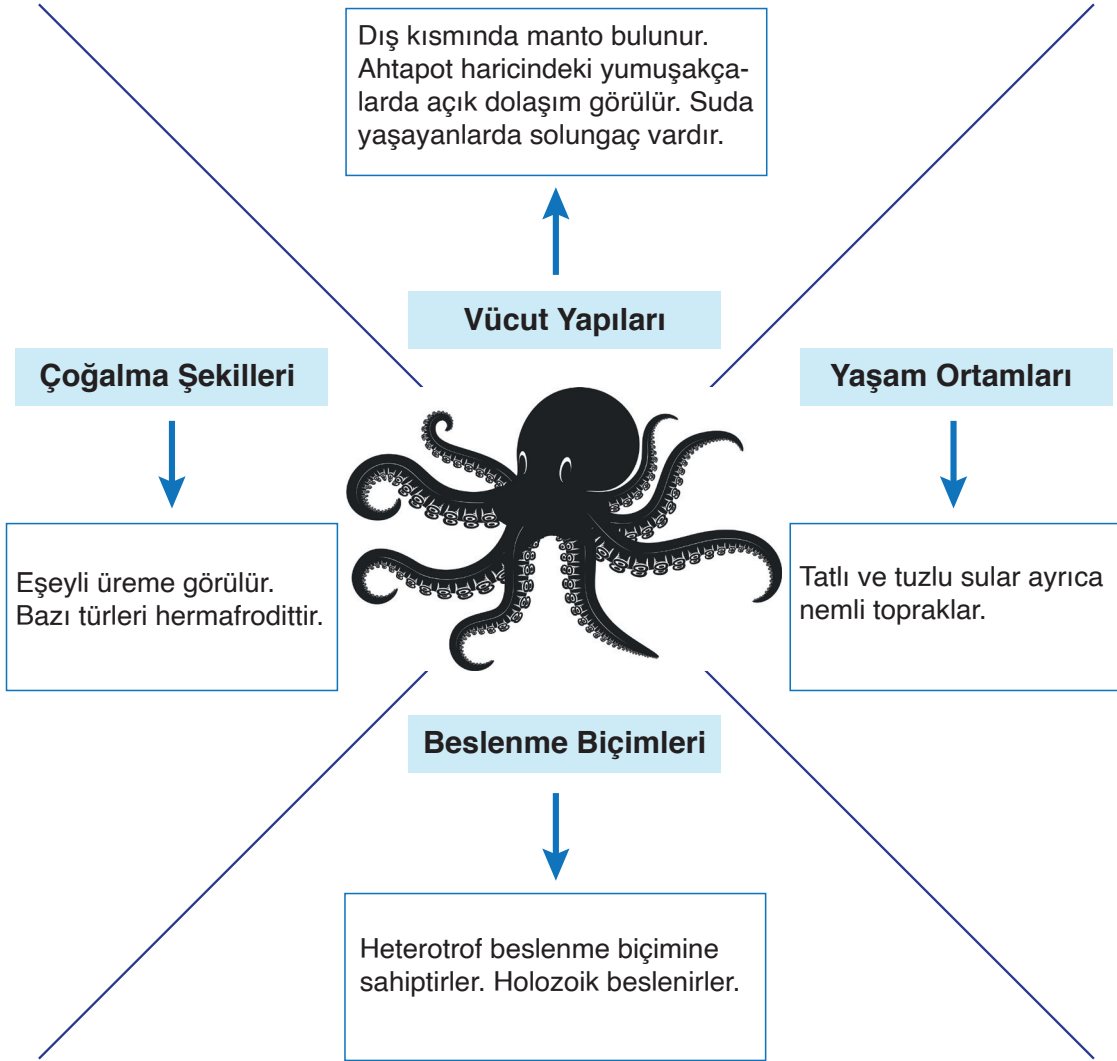 Dış kısmında manto bulunur.
Ahtapot haricindeki yumuşakça-
larda açık dolaşım görülür. Suda
yaşayanlarda solungaç vardır.
Vücut Yapıları
Çoğalma Şekilleri
Yaşam Ortamları
Eşeyli üreme görülür.
Bazı türleri hermafrodittir.
Tatlı ve tuzlu sular ayrıca
nemli topraklar.
Beslenme Biçimleri
Heterotrof beslenme biçimine
sahiptirler. Holozoik beslenirler.